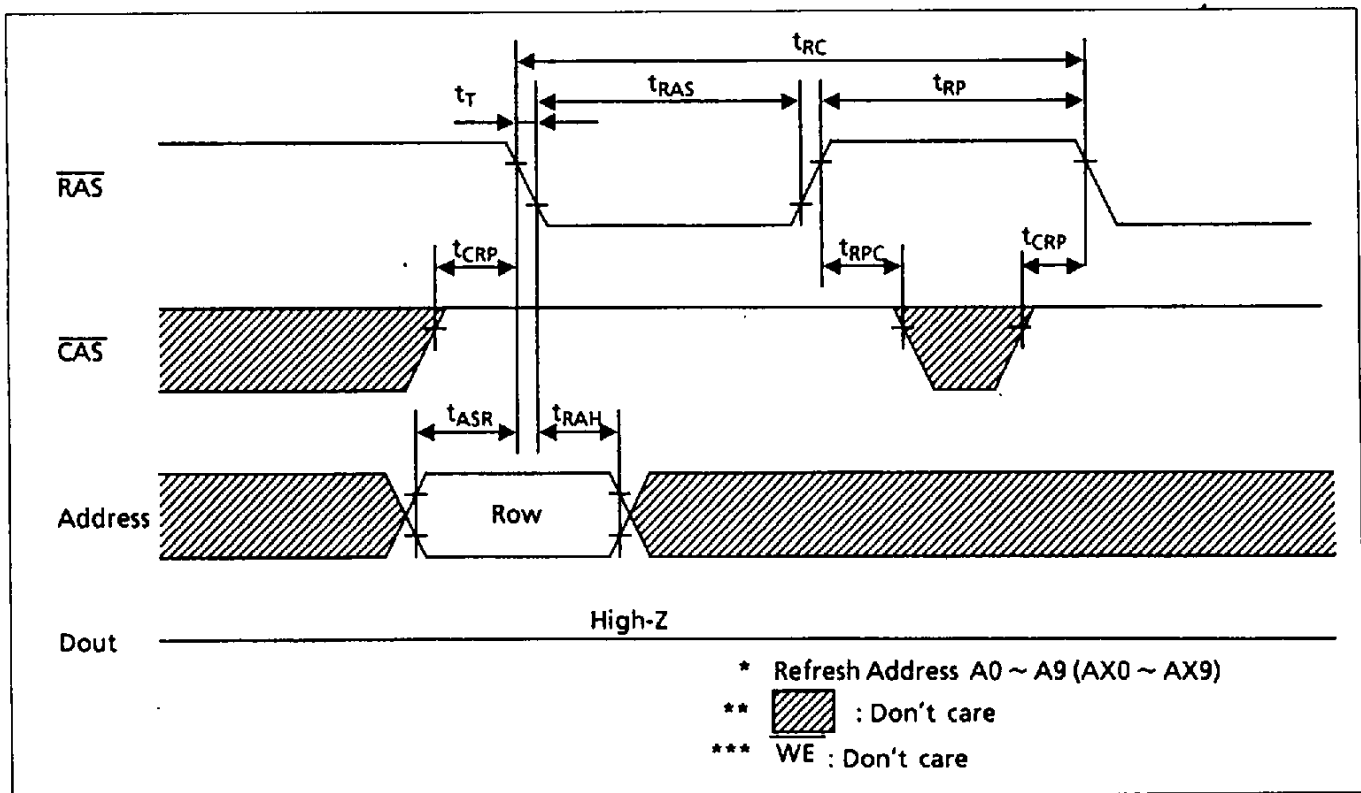 tRC
tT
tRAS
tRP
RAS
tCRP
tRPC
tCRP
CAS
tASR
tRAH
Address
Row
High-Z
Dout
* Refresh Address A0 ~ A9 (AX0 ~ AX9)
** : Don't care
*** WE : Don't care